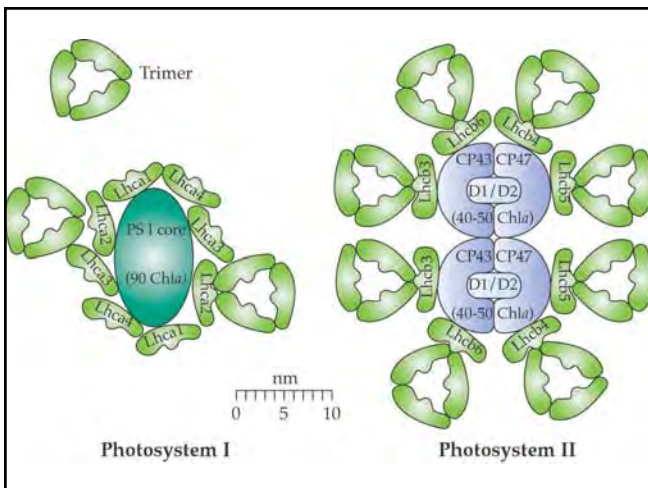 Trimer
Lhca1
Lhca4
Lhca2
Lhca3
PS I core
(90 Chla)
Lhca3
Lhca2
Lhca4
Lhca1
nm
0 5 10
Photosystem I
Lhcb6
Lhcb4
Lhcb3
CP43 CP47
D1/D2
(40-50 Chla)
Lhcb5
Lhcb3
CP43 CP47
D1/D2
(40-50 Chla)
Lhcb5
Lhcb6
Lhcb4
Photosystem II